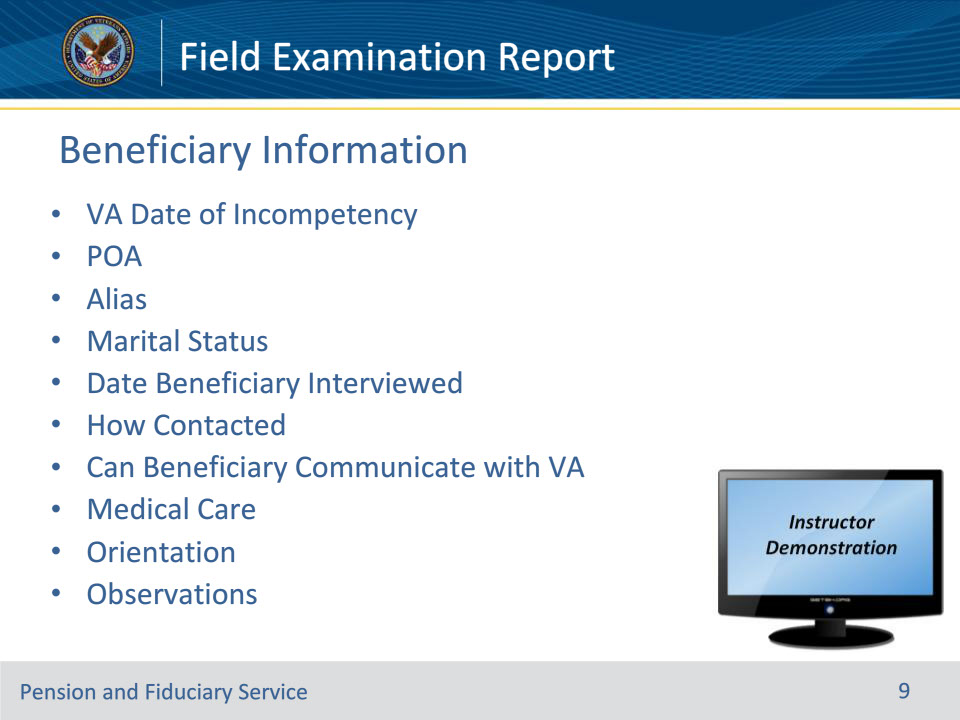 Field Examination Report
Beneficiary Information
• VA Date of Incompetency
• POA
• Alias
• Marital Status
• Date Beneficiary Interviewed
• How Contacted
• Can Beneficiary Communicate with VA
• Medical Care
• Orientation
• Observations
Instructor
Demonstration
Pension and Fiduciary Service
9